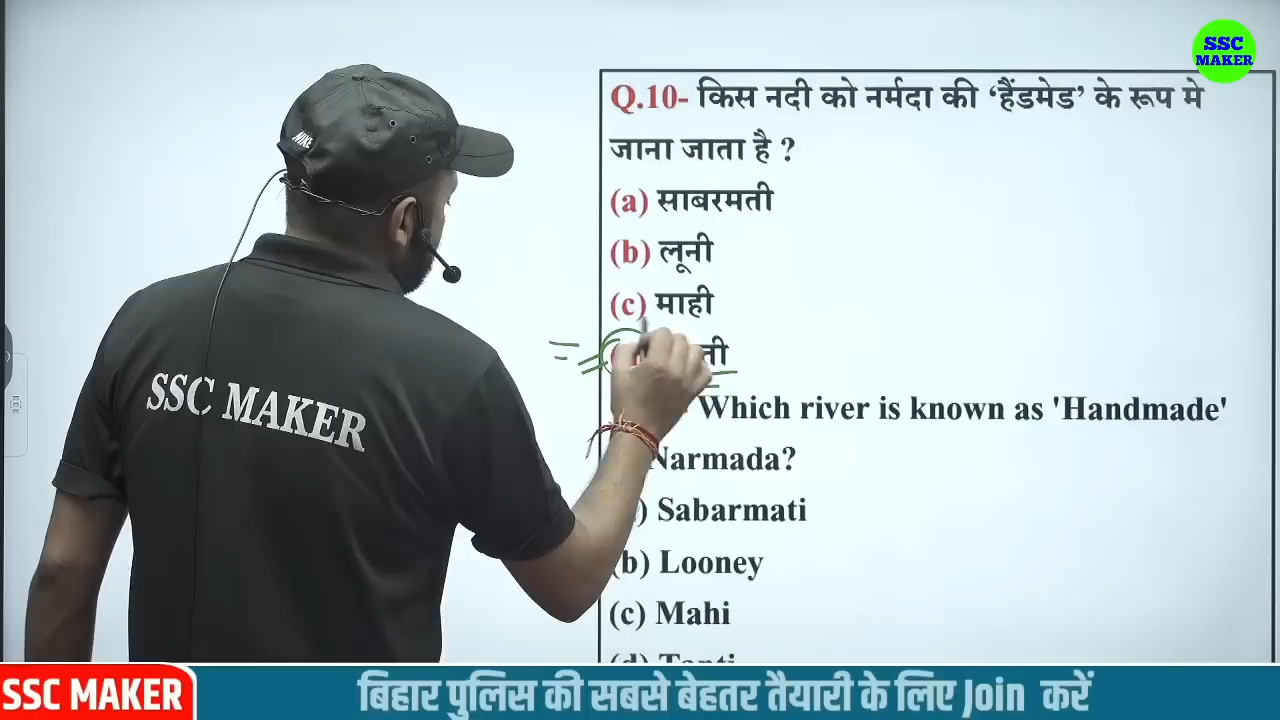 SSC
MAKER
Q.10- किस नदी को नर्मदा की ‘हैंडमेड’ के रूप मे
जाना जाता है ?
(a) साबरमती
(b) लूनी
(c) माही
Which river is known as 'Handmade'
Narmada?
Sabarmati
(b) Looney
(c) Mahi
NIKE
SSC MAKER
SSC MAKER
बिहार पुलिस की सबसे बेहतर तैयारी के लिए Join करें